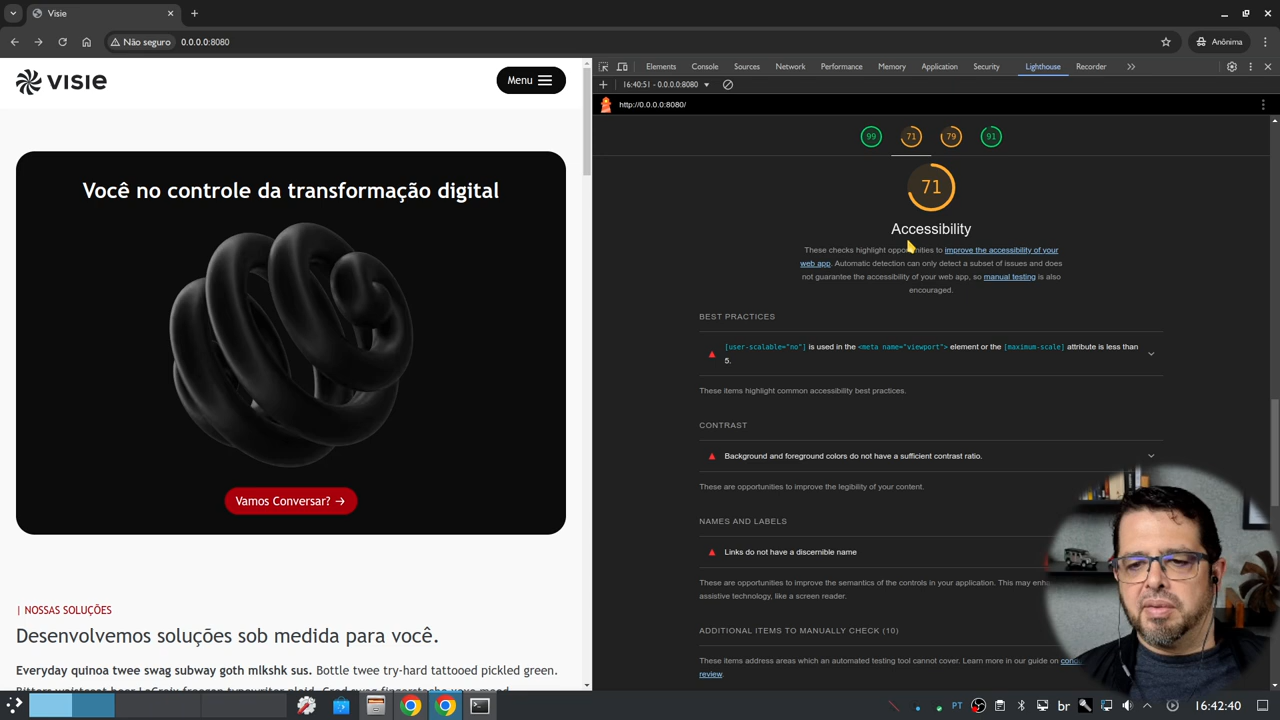 Visie
Não seguro
0.0.0.0:8080
Anônima
VISIE
Menu
Você no controle da transformação digital
Vamos Conversar? →
| NOSSAS SOLUÇÕES
Desenvolvemos soluções sob medida para você.
Everyday quinoa twee swag subway goth mlkshk sus. Bottle twee try-hard tattooed pickled green.
Elements Console Sources Network Performance Memory Application Security Lighthouse Recorder
16:40:51 - 0.0.0.0:8080
http://0.0.0.0:8080/
99 71 79 91
71
Accessibility
These checks highlight opportunities to improve the accessibility of your
web app. Automatic detection can only detect a subset of issues and does
not guarantee the accessibility of your web app, so manual testing is also
encouraged.
BEST PRACTICES
[user-scalable="no"] is used in the <meta name="viewport"> element or the [maximum-scale] attribute is less than
5.
These items highlight common accessibility best practices.
CONTRAST
Background and foreground colors do not have a sufficient contrast ratio.
These are opportunities to improve the legibility of your content.
NAMES AND LABELS
Links do not have a discernible name
These are opportunities to improve the semantics of the controls in your application. This may
assistive technology, like a screen reader.
ADDITIONAL ITEMS TO MANUALLY CHECK (10)
These items address areas which an automated testing tool cannot cover. Learn more in our guide on
review.
PT
br
16:42:40